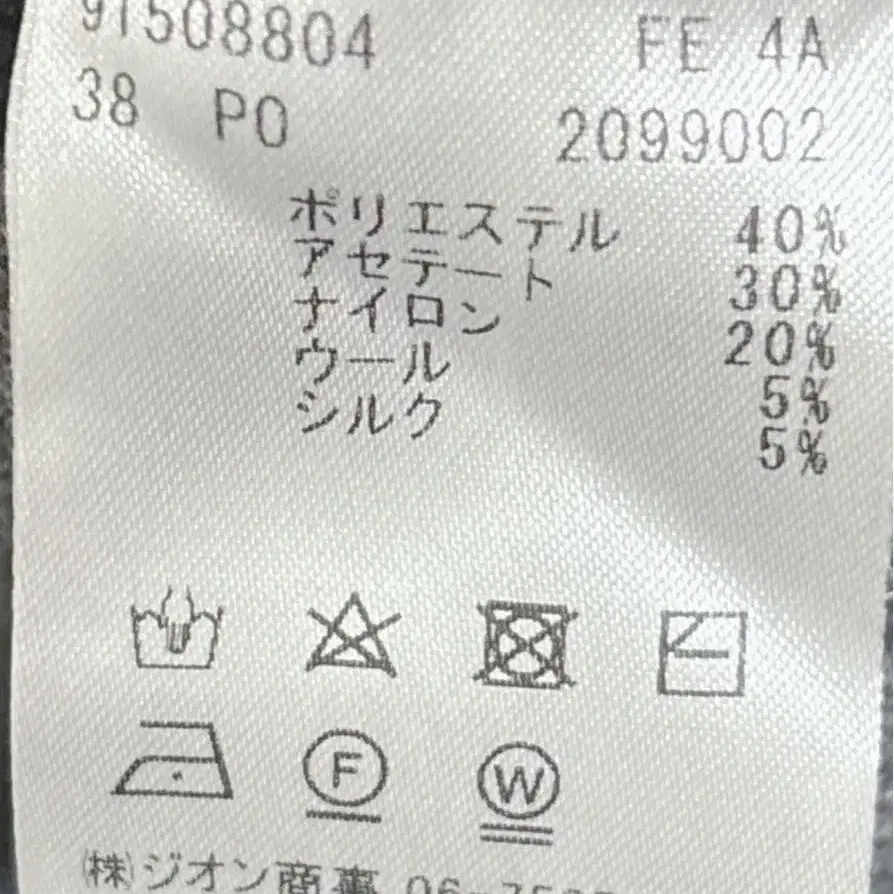 91508804 FE 4A
38 PO 2099002
ポリエステル 40%
アセテート 30%
ナイロン 20%
ウール 5%
シルク 5%
F W
㈱ジオン商事